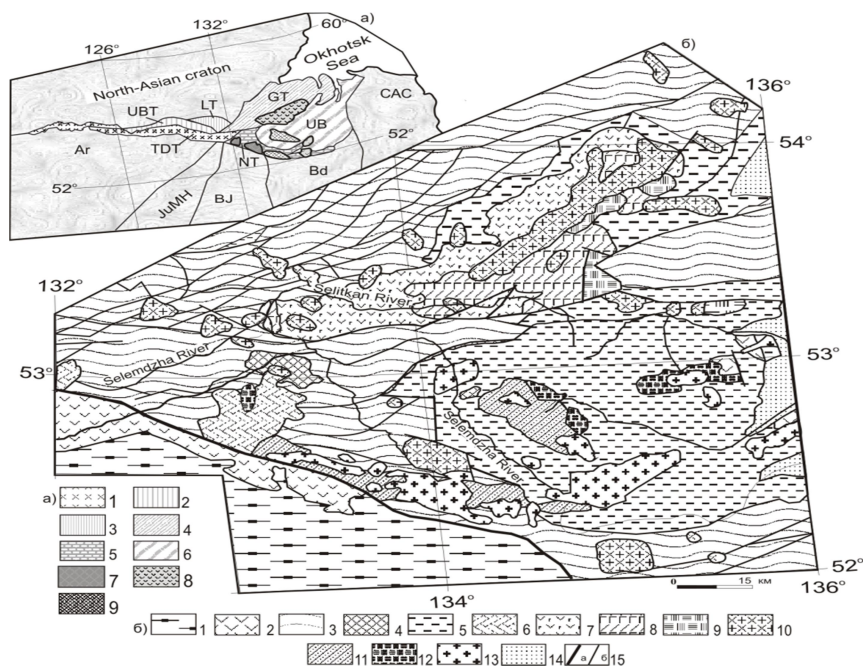 132°
60°
а)
126°
Okhotsk
Sea
б)
North-Asian craton
136°
UBT
LT
GT
CAC
UB
52°
54°
Ar
TDT
NT
52°
Bd
JuMH
BJ
132°
Selitkan River
53°
Selemdzha River
53°
Selemdzha River
а)
1
2
3
4
5
6
7
8
9
52°
0 15 км
136°
134°
б)
1
2
3
4
5
6
7
8
9
10
11
12
13
14
а
б
15